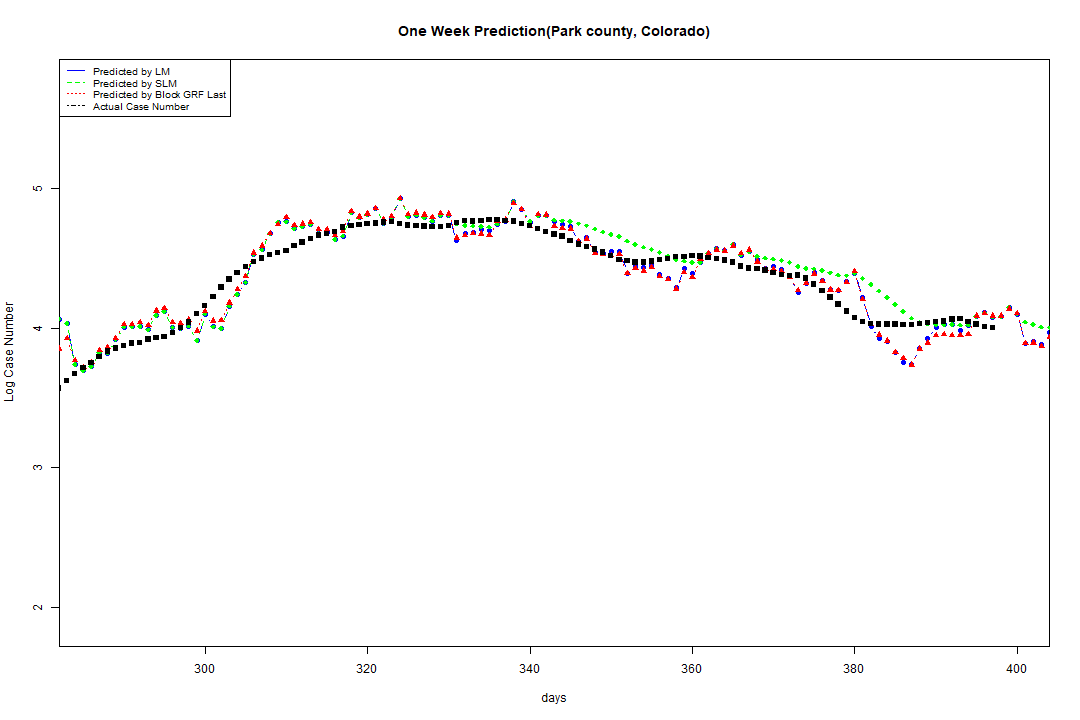 One Week Prediction(Park county, Colorado)
Predicted by LM
Predicted by SLM
Predicted by Block GRF Last
Actual Case Number
5
4
3
2
Log Case Number
300 320 340 360 380 400
days